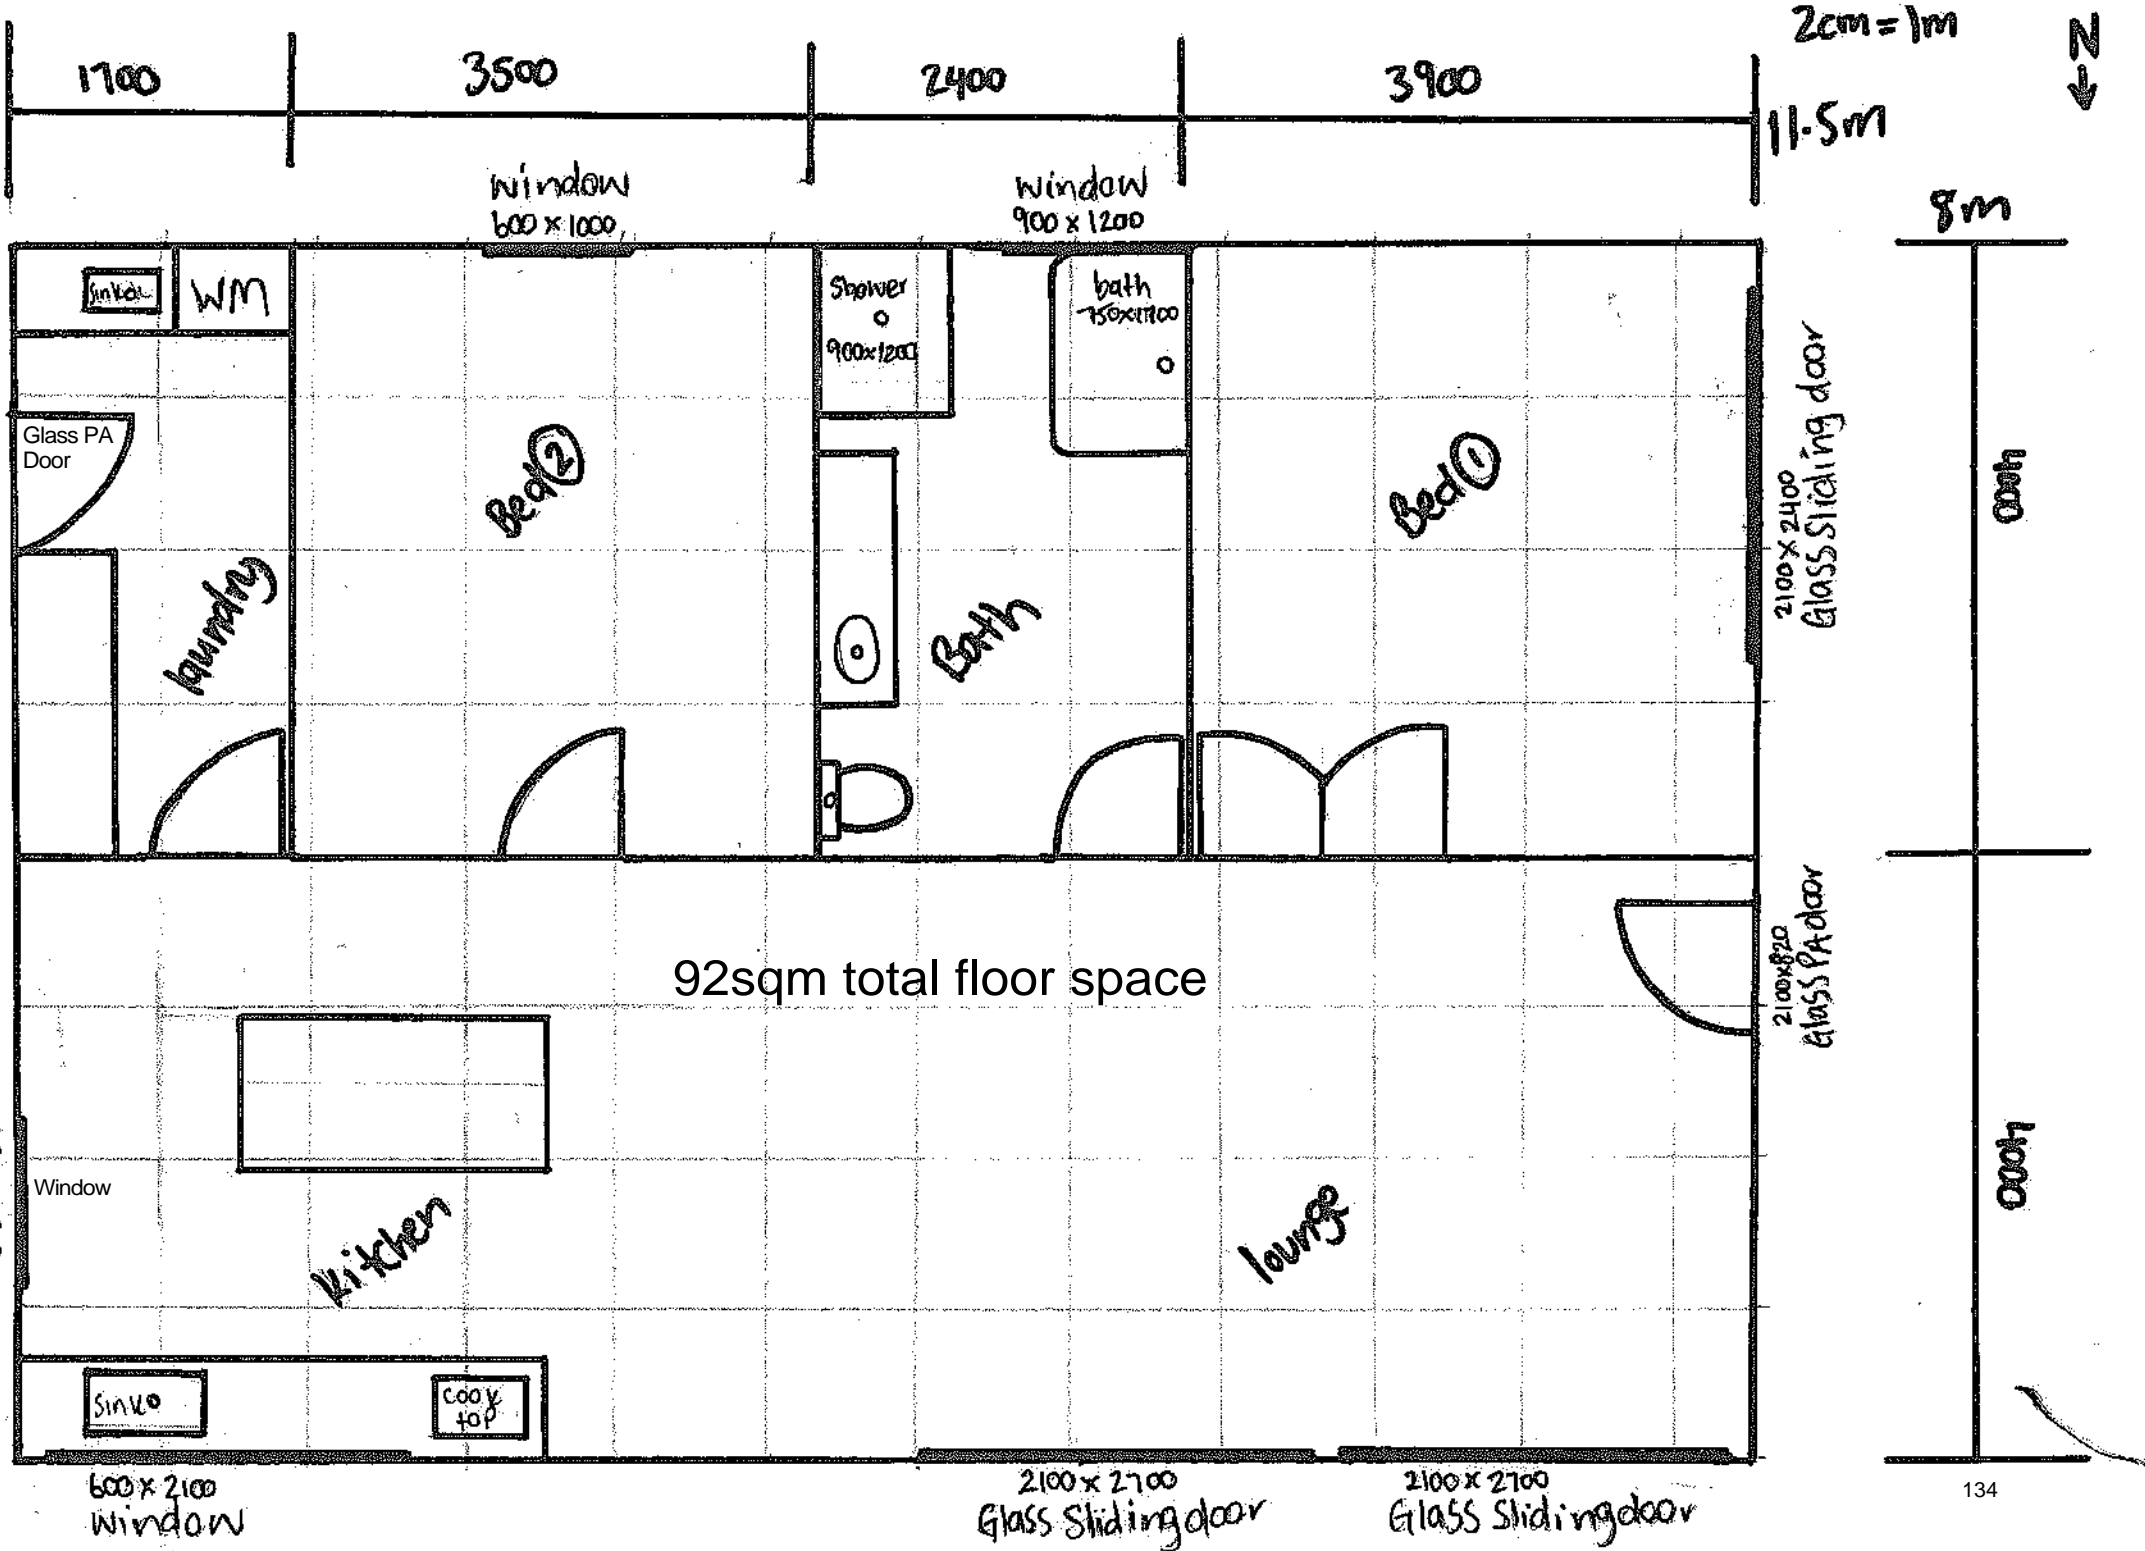 2cm = 1m
N
1700
3500
2400
3900
11.5m
window
600 x 1000
window
900 x 1200
8m
sink
WM
Shower
900x1200
bath
750x1700
Glass PA
Door
Bed 2
Bed 1
2100 x 2400
Glass Sliding door
4000
laundry
Bath
92sqm total floor space
2100x820
Glass PA door
Window
kitchen
lounge
4000
sink
cook
top
600 x 2100
window
2100 x 2700
Glass Sliding door
2100 x 2700
Glass Sliding door
134